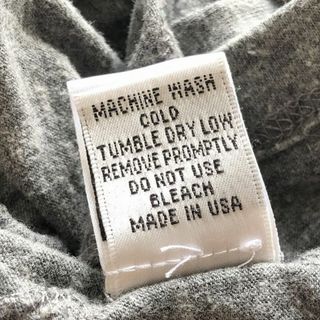 MACHINE WASH
COLD
TUMBLE DRY LOW
REMOVE PROMPTLY
DO NOT USE
BLEACH
MADE IN USA